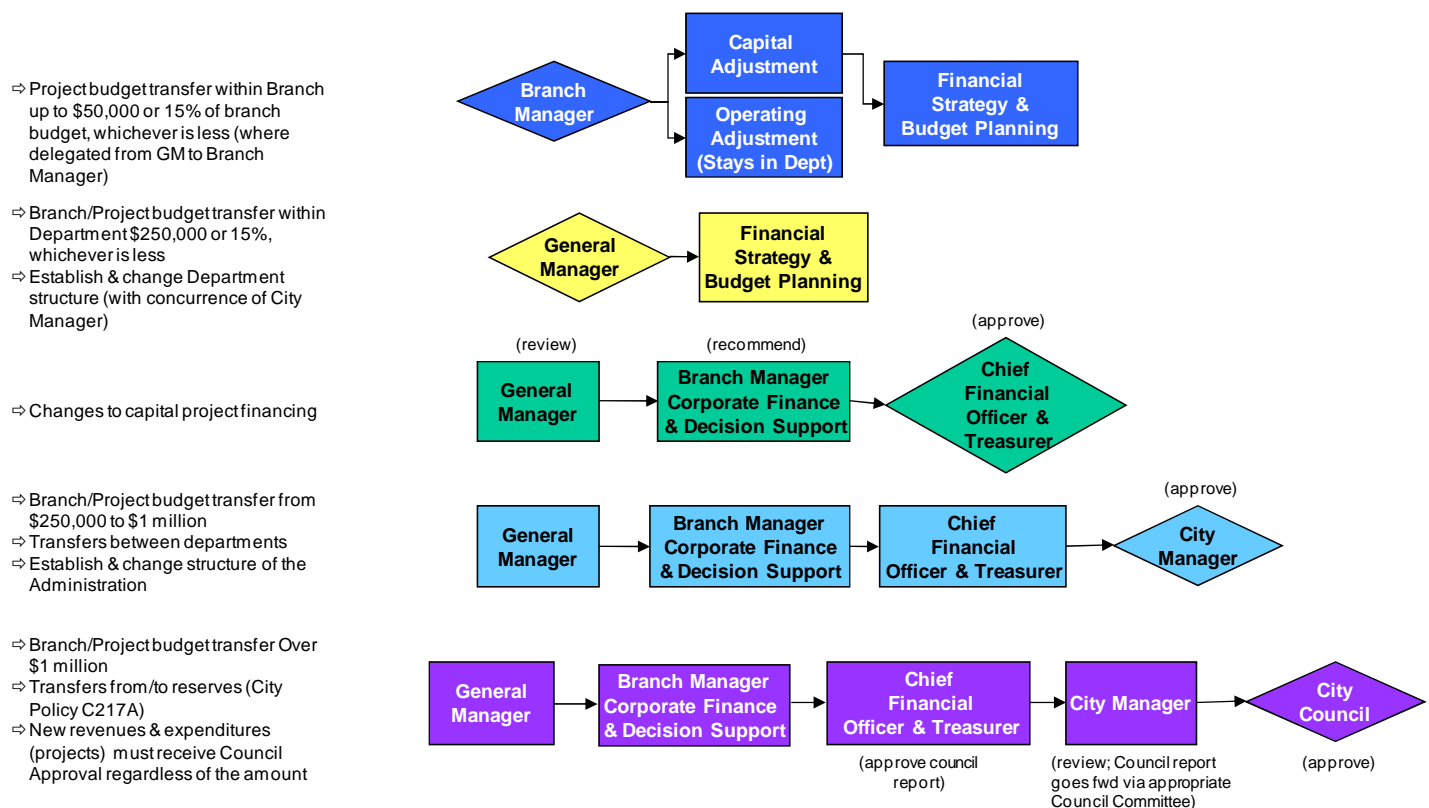 ⇨ Project budget transfer within Branch
up to $50,000 or 15% of branch
budget, whichever is less (where
delegated from GM to Branch
Manager)
Branch
Manager
Capital
Adjustment
Operating
Adjustment
(Stays in Dept)
Financial
Strategy &
Budget Planning
⇨ Branch/Project budget transfer within
Department $250,000 or 15%,
whichever is less
⇨ Establish & change Department
structure (with concurrence of City
Manager)
General
Manager
Financial
Strategy &
Budget Planning
⇨ Changes to capital project financing
(review)
General
Manager
(recommend)
Branch Manager
Corporate Finance
& Decision Support
(approve)
Chief
Financial
Officer &
Treasurer
⇨ Branch/Project budget transfer from
$250,000 to $1 million
⇨ Transfers between departments
⇨ Establish & change structure of the
Administration
General
Manager
Branch Manager
Corporate Finance
& Decision Support
Chief
Financial
Officer & Treasurer
(approve)
City
Manager
⇨ Branch/Project budget transfer Over
$1 million
⇨ Transfers from/to reserves (City
Policy C217A)
⇨ New revenues & expenditures
(projects) must receive Council
Approval regardless of the amount
General
Manager
Branch Manager
Corporate Finance
& Decision Support
Chief
Financial
Officer & Treasurer
(approve council
report)
City Manager
(review; Council report
goes fwd via appropriate
Council Committee)
City
Council
(approve)